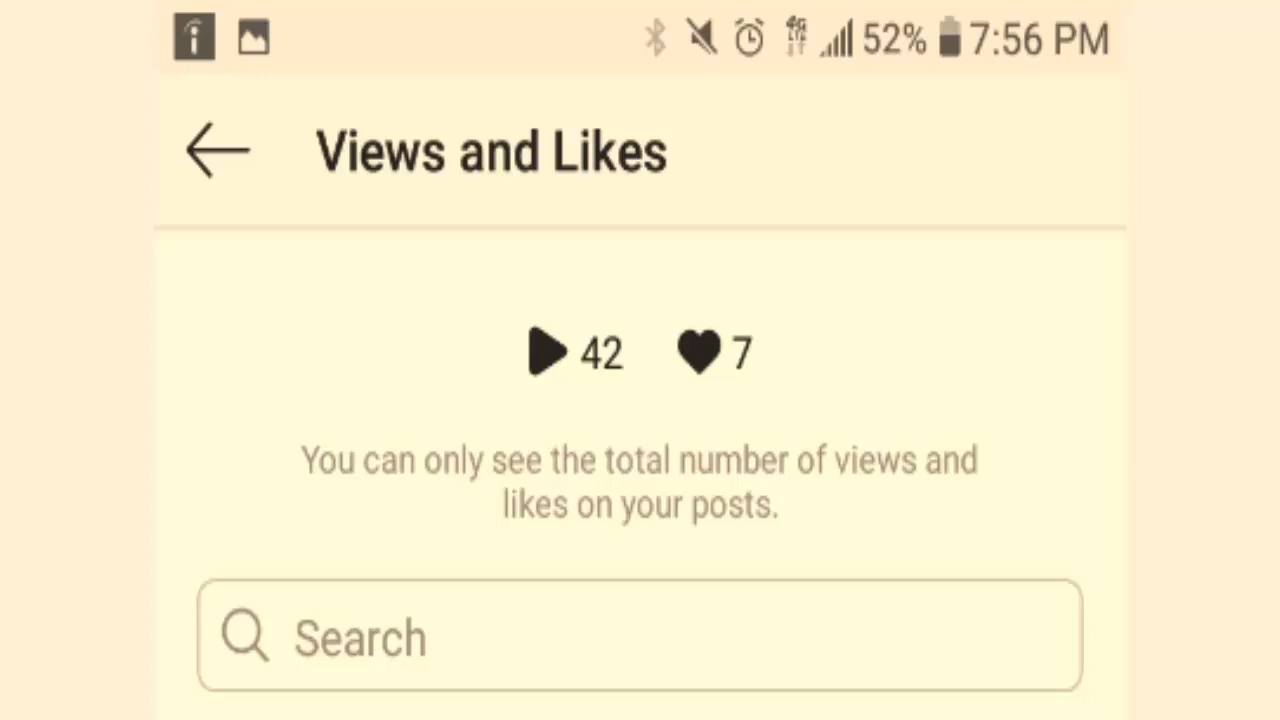 52% 7:56 PM
Views and Likes
42 7
You can only see the total number of views and
likes on your posts.
Search